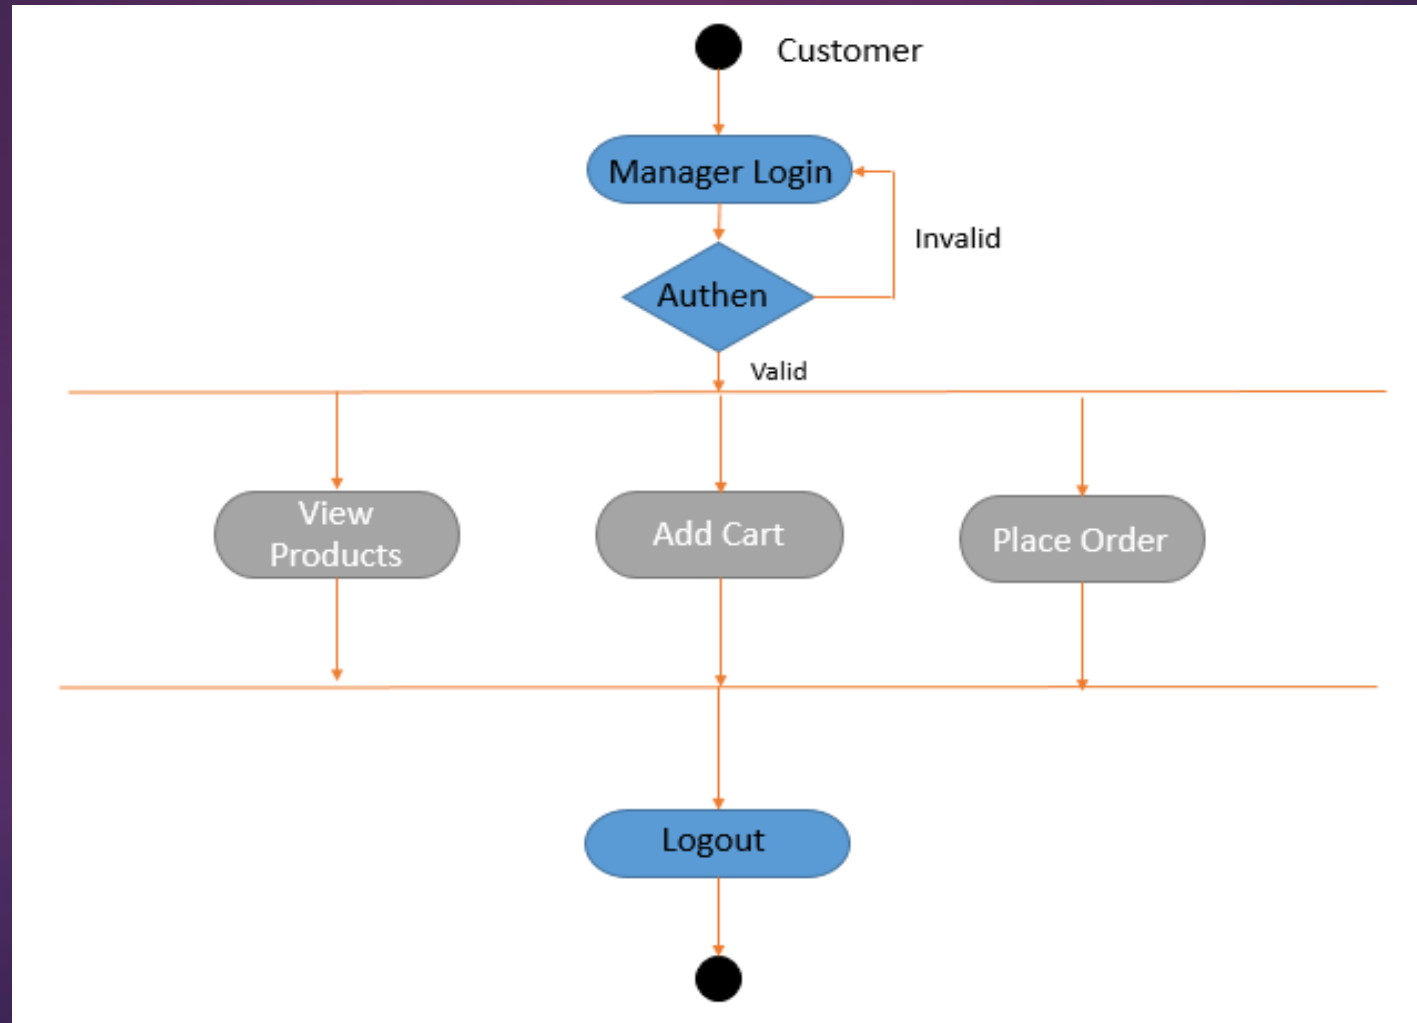 Customer
Manager Login
Invalid
Authen
Valid
View
Products
Add Cart
Place Order
Logout